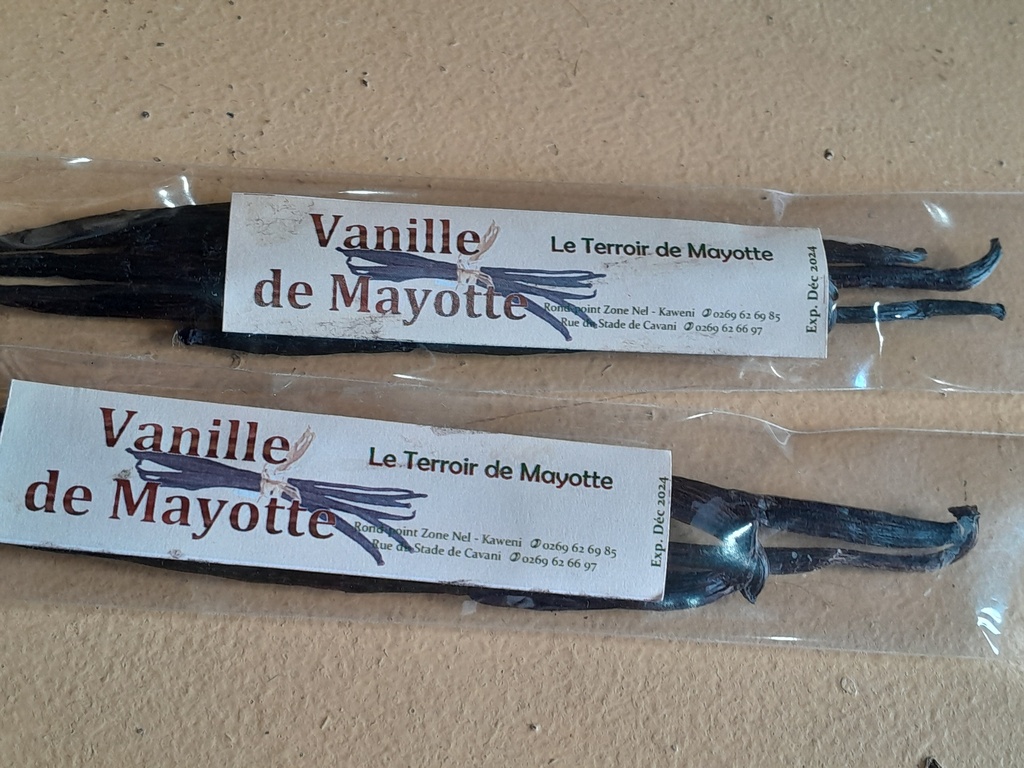 Vanille
de Mayotte
Le Terroir de Mayotte
Rond-point Zone Nel - Kaweni ✆ 0269 62 69 85
Rue du Stade de Cavani ✆ 0269 62 66 97
Exp. Déc 2024
Vanille
de Mayotte
Le Terroir de Mayotte
Rond-point Zone Nel - Kaweni ✆ 0269 62 69 85
Rue du Stade de Cavani ✆ 0269 62 66 97
Exp. Déc 2024